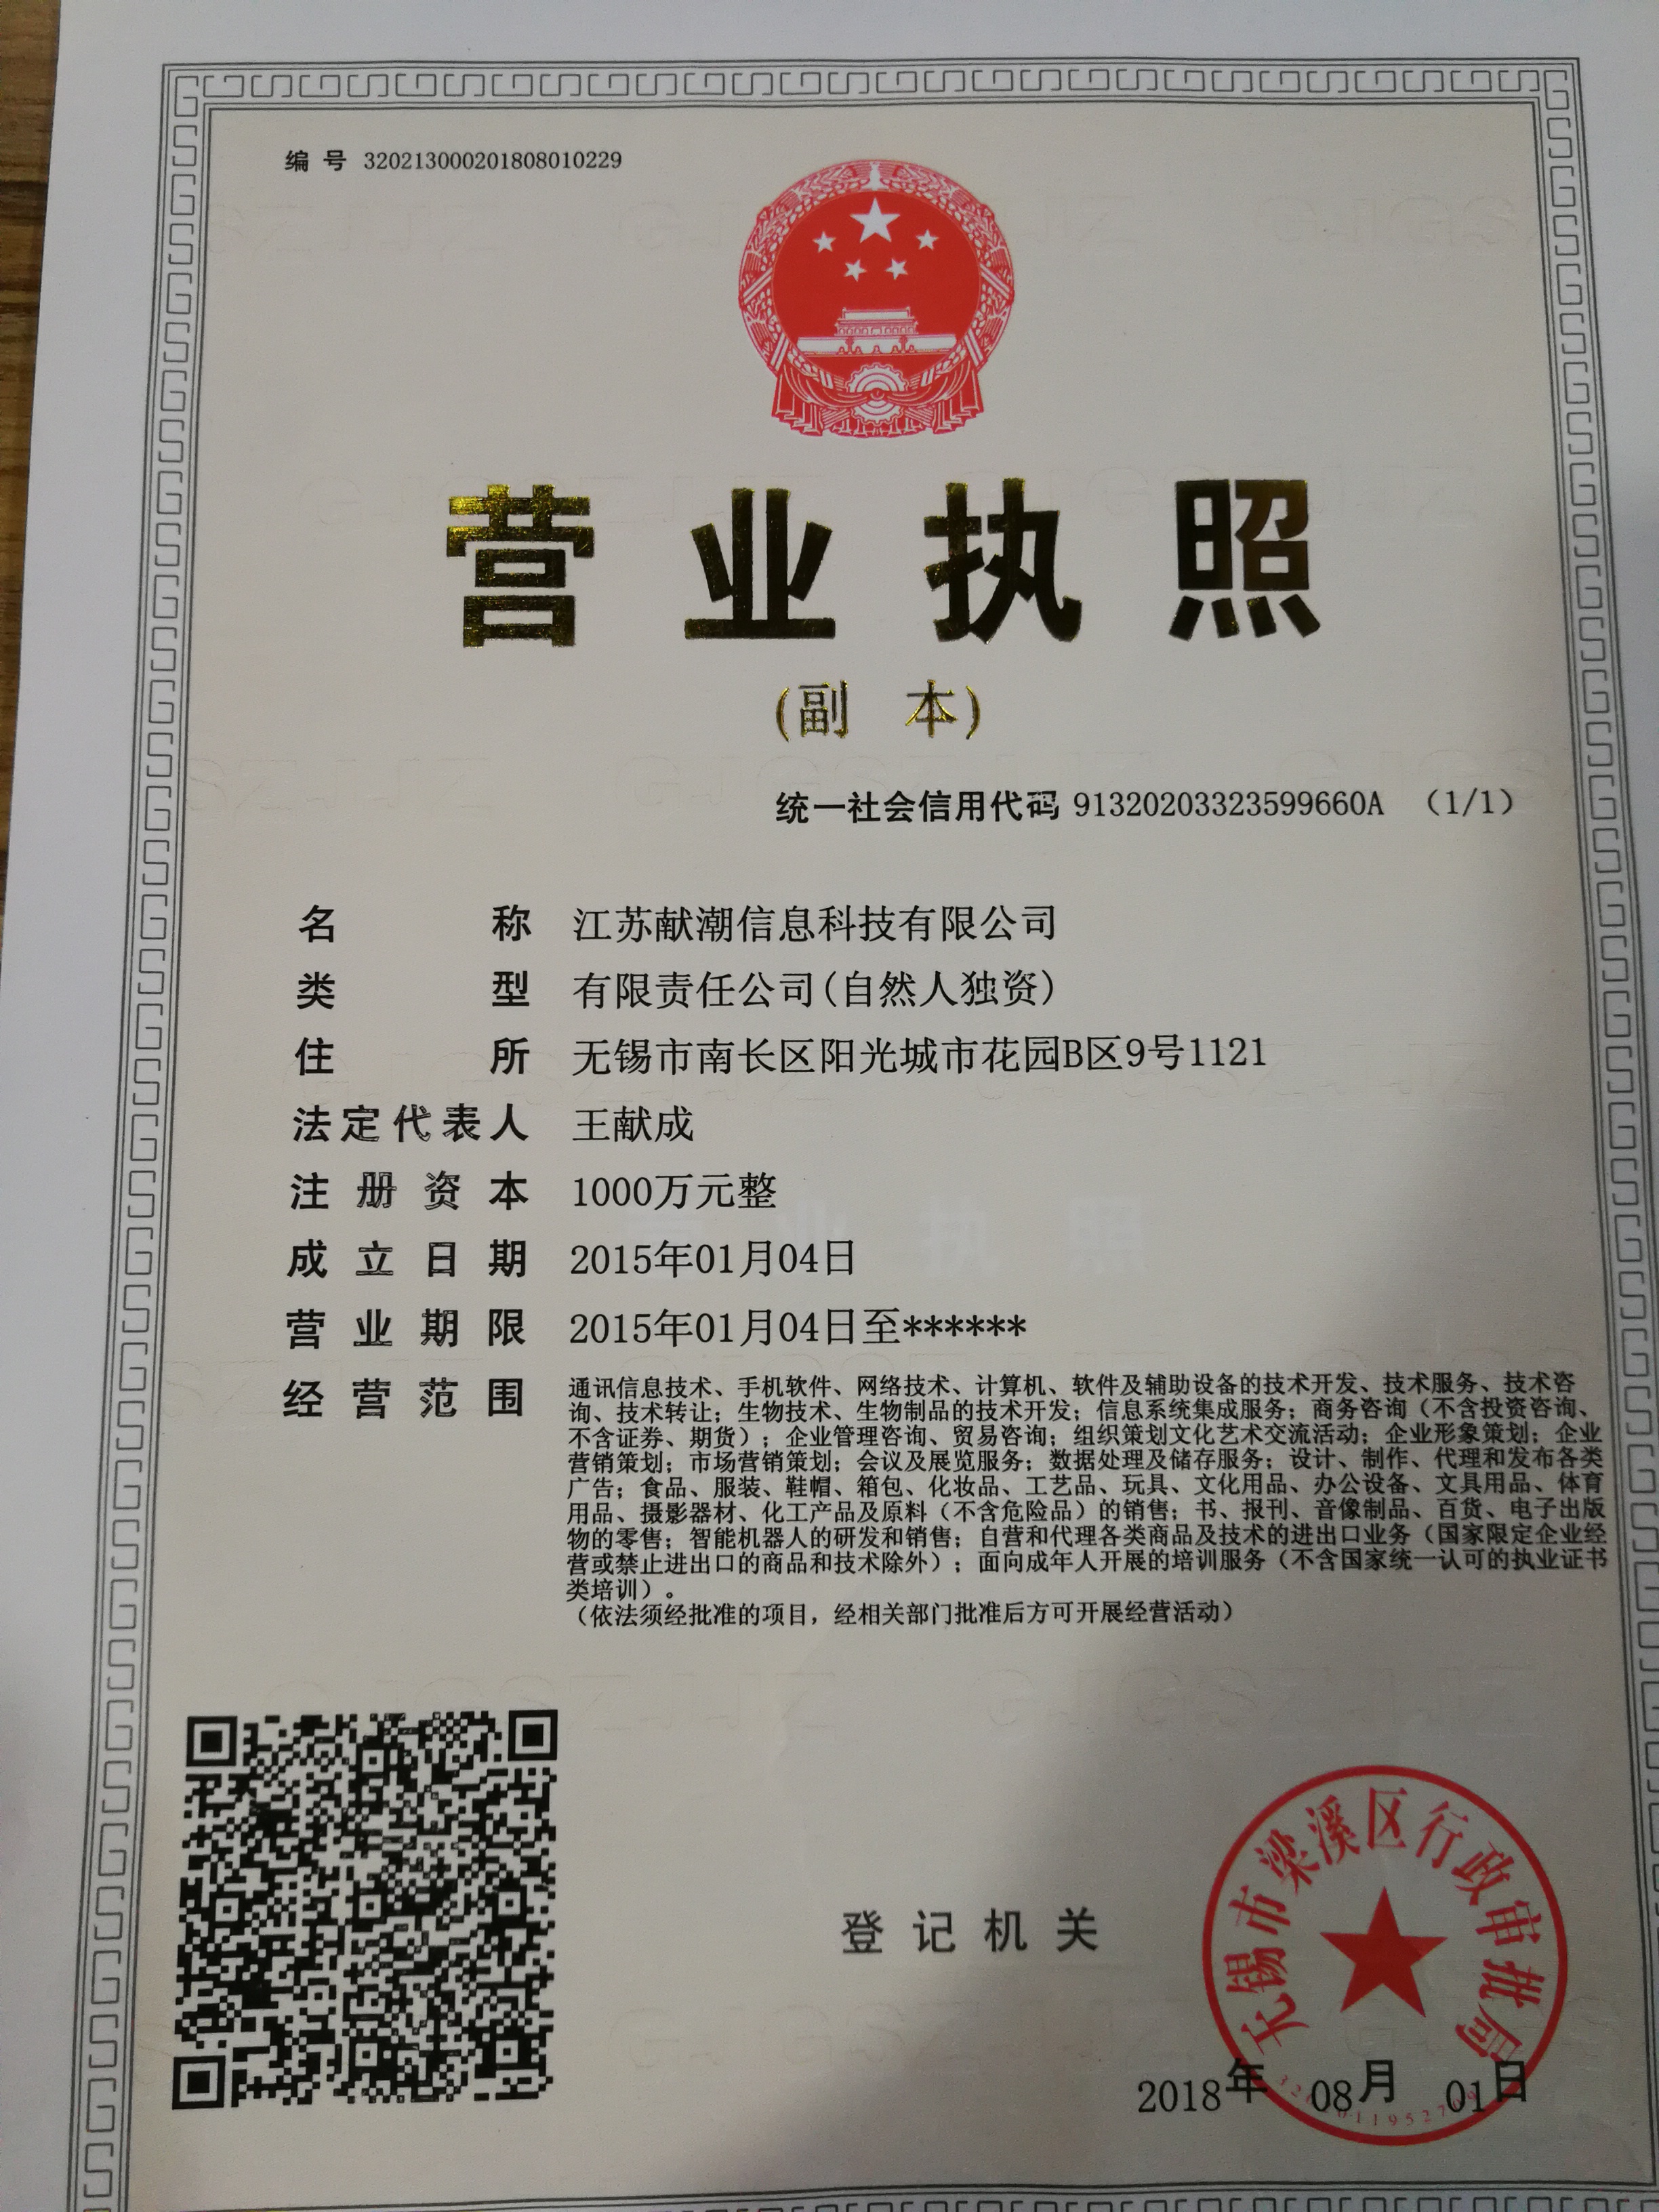 编号 320213000201808010229
营业执照
(副 本)
统一社会信用代码 91320203323599660A （1/1）
名称 江苏献潮信息科技有限公司
类型 有限责任公司(自然人独资)
住所 无锡市南长区阳光城市花园B区9号1121
法定代表人 王献成
注册资本 1000万元整
成立日期 2015年01月04日
营业期限 2015年01月04日至******
经营范围 通讯信息技术、手机软件、网络技术、计算机、软件及辅助设备的技术开发、技术服务、技术咨
询、技术转让；生物技术、生物制品的技术开发；信息系统集成服务；商务咨询（不含投资咨询、
不含证券、期货）；企业管理咨询、贸易咨询；组织策划文化艺术交流活动；企业形象策划；企业
营销策划；市场营销策划；会议及展览服务；数据处理及储存服务；设计、制作、代理和发布各类
广告；食品、服装、鞋帽、箱包、化妆品、工艺品、玩具、文化用品、办公设备、文具用品、体育
用品、摄影器材、化工产品及原料（不含危险品）的销售；书、报刊、音像制品、百货、电子出版
物的零售；智能机器人的研发和销售；自营和代理各类商品及技术的进出口业务（国家限定企业经
营或禁止进出口的商品和技术除外）；面向成年人开展的培训服务（不含国家统一认可的执业证书
类培训）。
（依法须经批准的项目，经相关部门批准后方可开展经营活动）
登记机关
无锡市梁溪区行政审批局
2018年 08月 01日